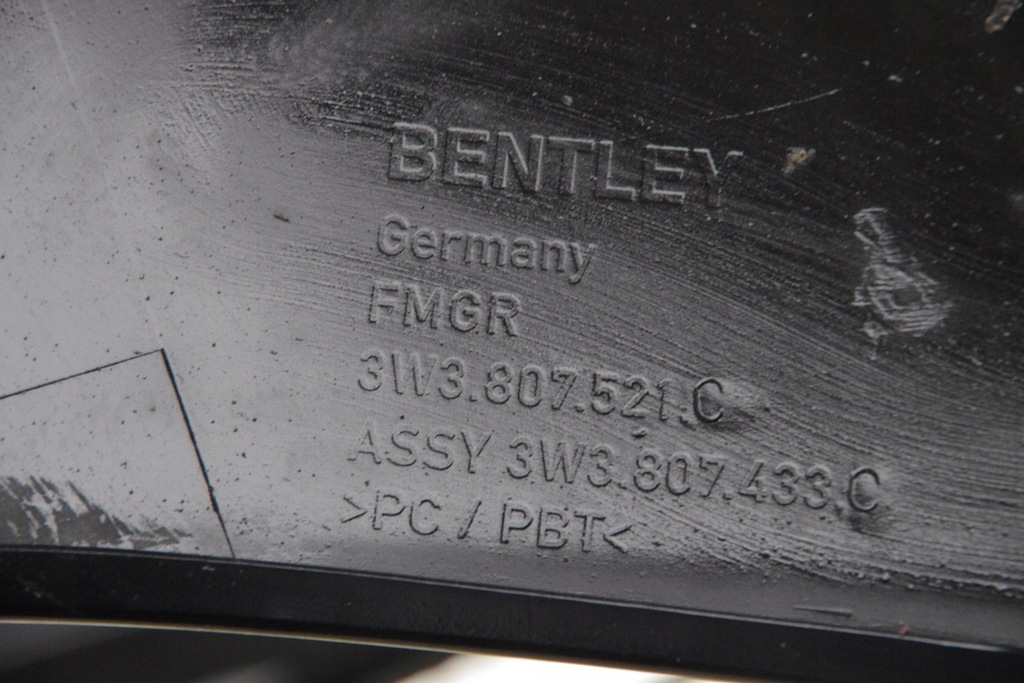 BENTLEY
Germany
FMGR
3W3.807.521.C
ASSY 3W3.807.433.C
>PC / PBT<